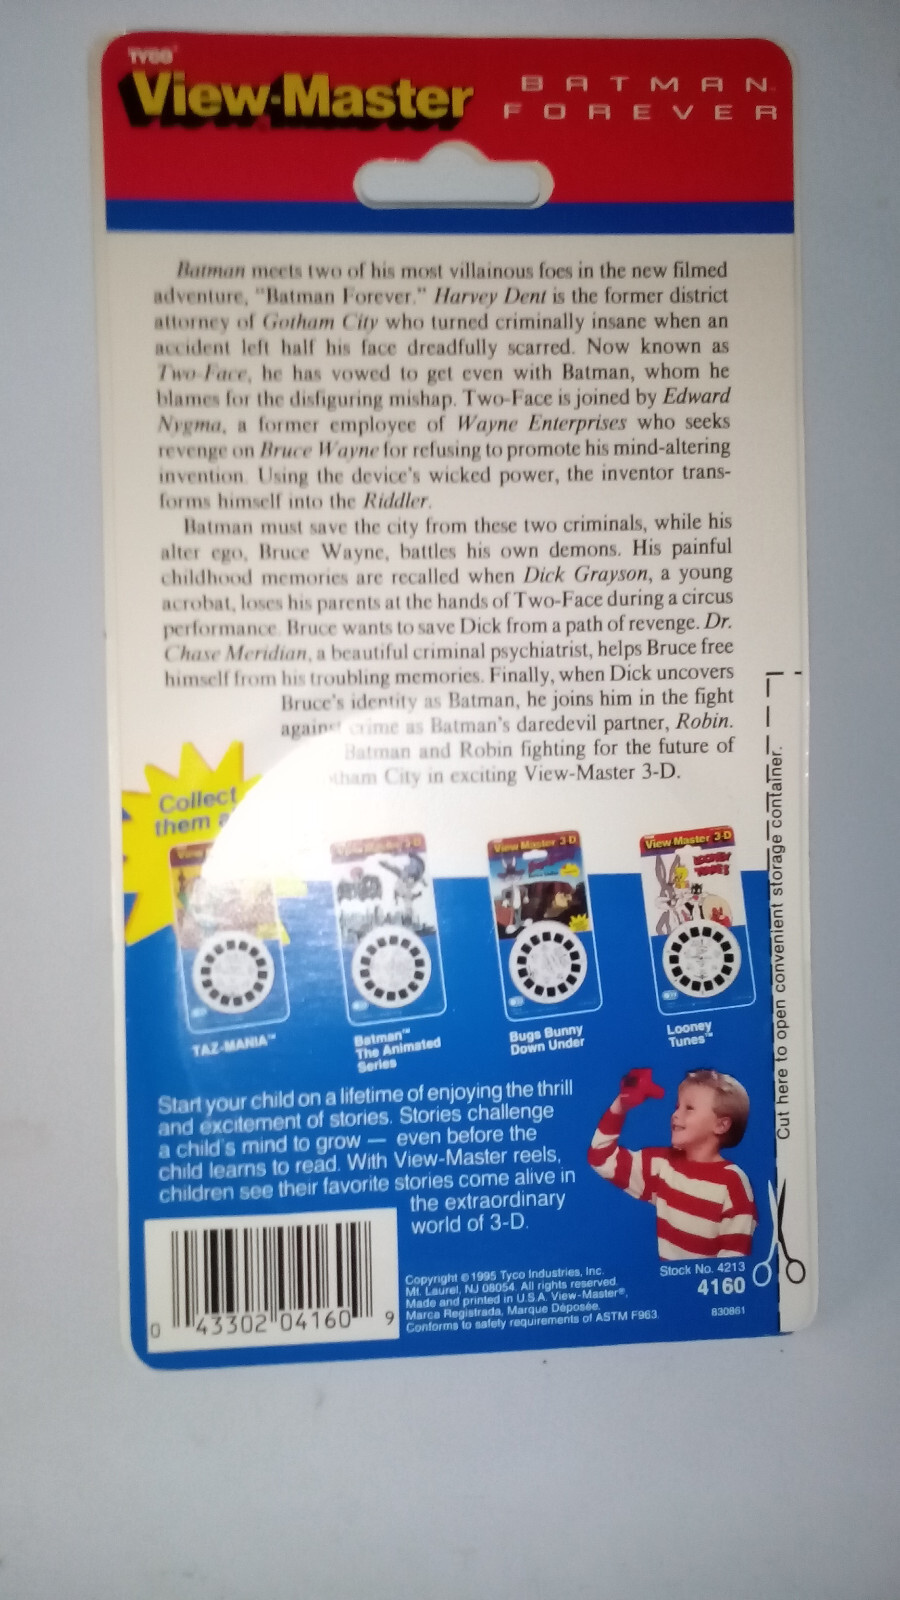 TYCO
View-Master
BATMAN
FOREVER
Batman meets two of his most villainous foes in the new filmed
adventure, "Batman Forever." Harvey Dent is the former district
attorney of Gotham City who turned criminally insane when an
accident left half his face dreadfully scarred. Now known as
Two-Face, he has vowed to get even with Batman, whom he
blames for the disfiguring mishap. Two-Face is joined by Edward
Nygma, a former employee of Wayne Enterprises who seeks
revenge on Bruce Wayne for refusing to promote his mind-altering
invention. Using the device's wicked power, the inventor trans-
forms himself into the Riddler.
Batman must save the city from these two criminals, while his
alter ego, Bruce Wayne, battles his own demons. His painful
childhood memories are recalled when Dick Grayson, a young
acrobat, loses his parents at the hands of Two-Face during a circus
performance. Bruce wants to save Dick from a path of revenge. Dr.
Chase Meridian, a beautiful criminal psychiatrist, helps Bruce free
himself from his troubling memories. Finally, when Dick uncovers
Bruce's identity as Batman, he joins him in the fight
against crime as Batman's daredevil partner, Robin.
Batman and Robin fighting for the future of
City in exciting View-Master 3-D.
Collect
them
View Master 3-D
View Master 3-D
View Master 3-D
LOONEY
TUNES
TAZ-MANIA™
Batman™
The Animated
Series
Bugs Bunny
Down Under
Looney
Tunes™
Cut here to open convenient storage container.
Start your child on a lifetime of enjoying the thrill
and excitement of stories. Stories challenge
a child's mind to grow — even before the
child learns to read. With View-Master reels,
children see their favorite stories come alive in
the extraordinary
world of 3-D.
0 43302 04160 9
Copyright ©1995 Tyco Industries, Inc.
Mt. Laurel, NJ 08054. All rights reserved.
Made and printed in U.S.A. View-Master®,
Marca Registrada, Marque Déposée.
Conforms to safety requirements of ASTM F963.
Stock No. 4213
4160
830861